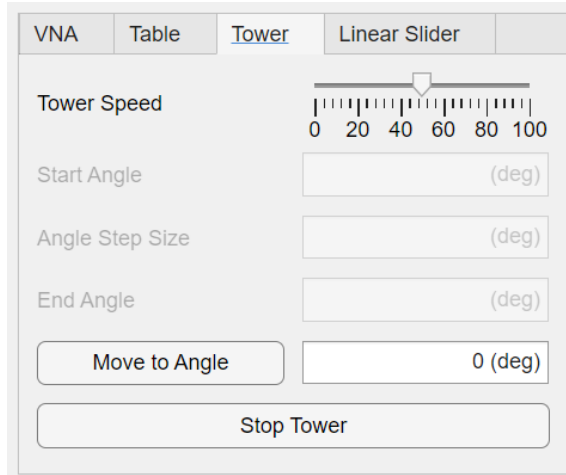 VNA Table Tower Linear Slider
Tower Speed
0 20 40 60 80 100
Start Angle (deg)
Angle Step Size (deg)
End Angle (deg)
Move to Angle 0 (deg)
Stop Tower